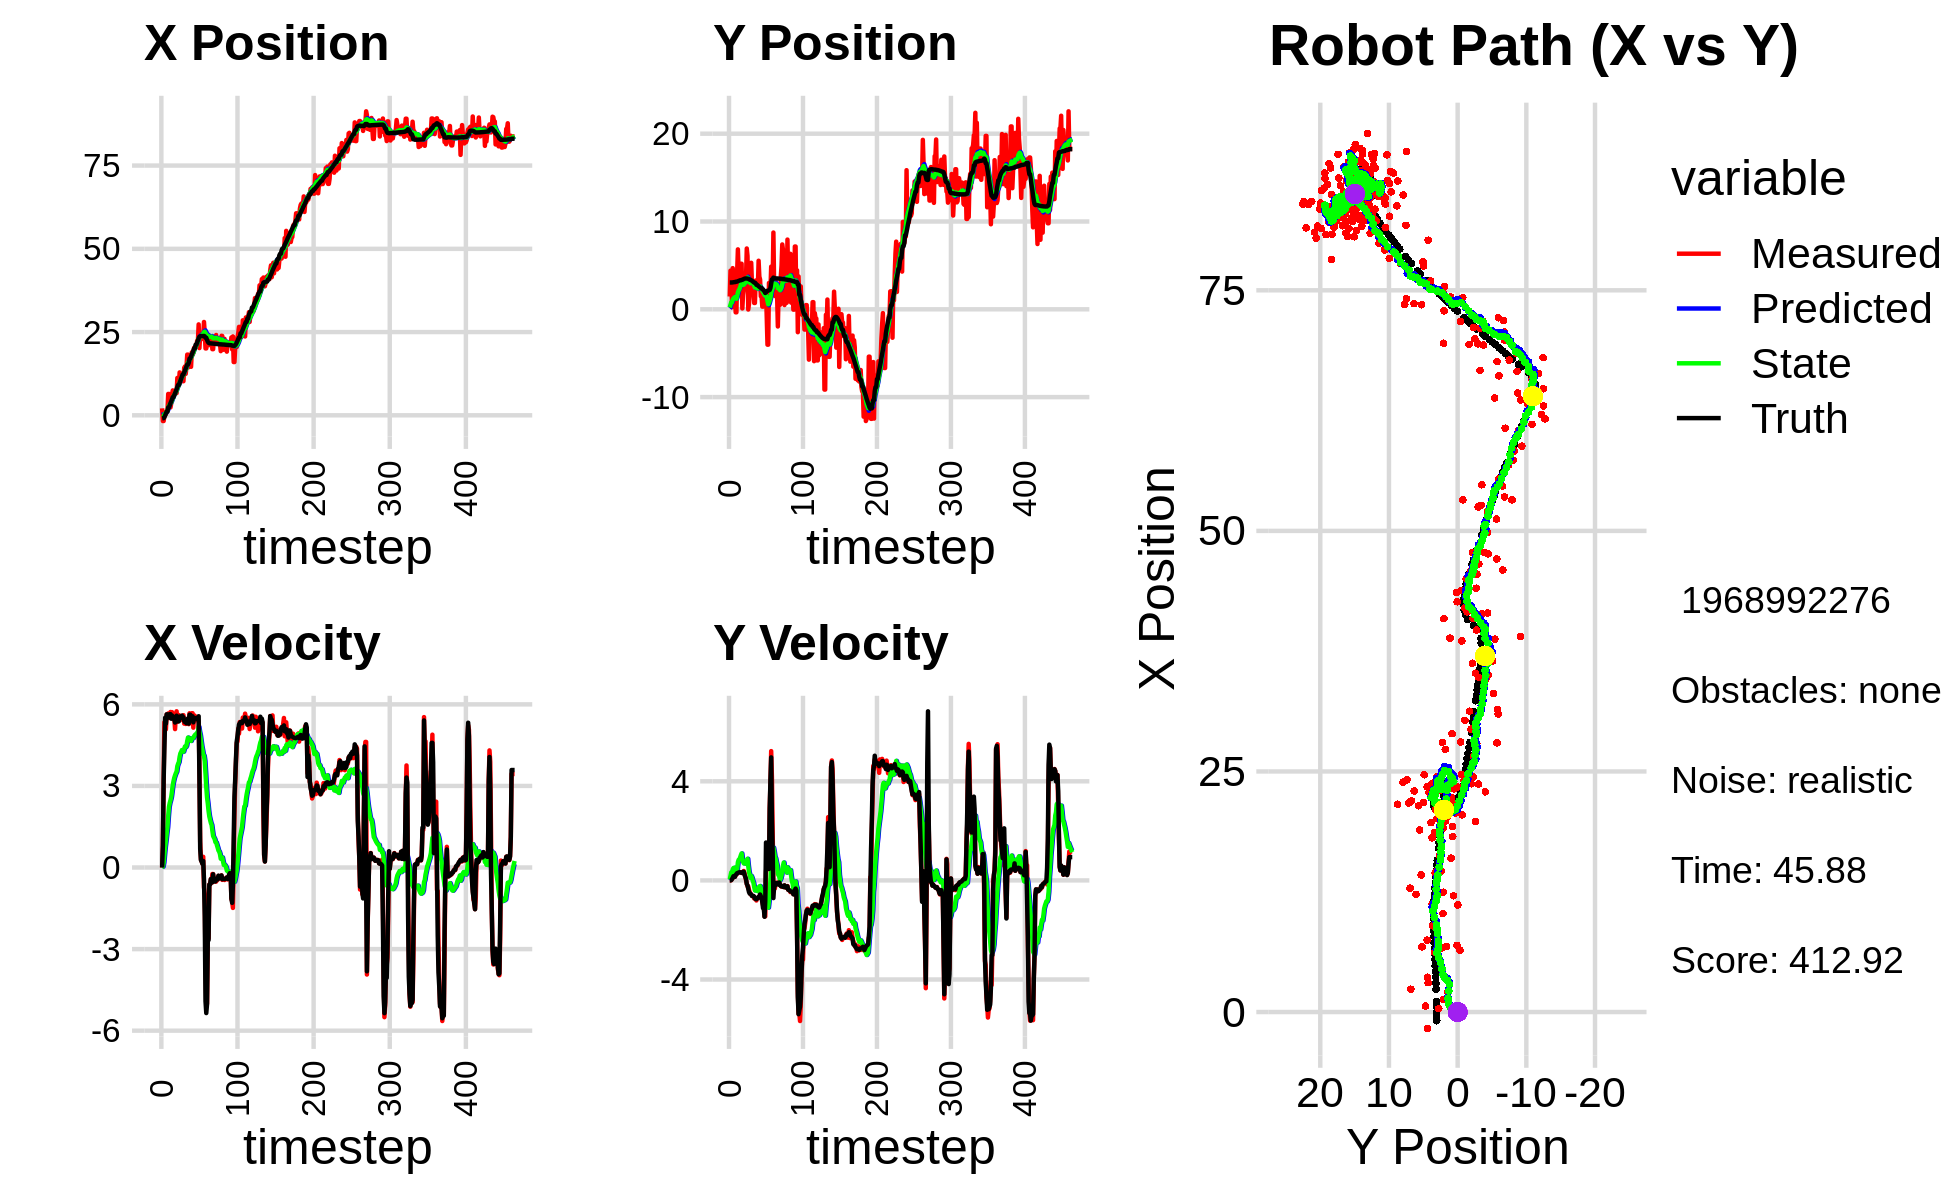 X Position
75
50
25
0
0 100 200 300 400
timestep
Y Position
20
10
0
-10
0 100 200 300 400
timestep
X Velocity
6
3
0
-3
-6
0 100 200 300 400
timestep
Y Velocity
4
0
-4
0 100 200 300 400
timestep
Robot Path (X vs Y)
X Position
75
50
25
0
20 10 0 -10 -20
Y Position
variable
Measured
Predicted
State
Truth
1968992276
Obstacles: none
Noise: realistic
Time: 45.88
Score: 412.92